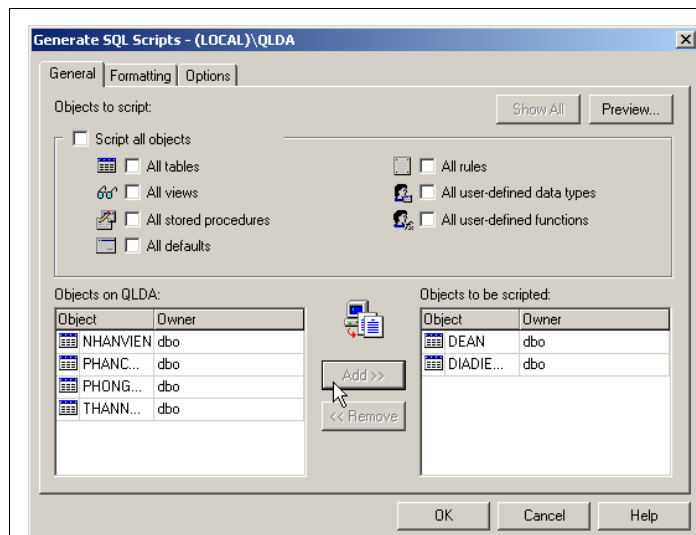 Generate SQL Scripts - (LOCAL)\QLDA
General Formatting Options
Objects to script:
Show All Preview...
Script all objects
All tables All rules
All views All user-defined data types
All stored procedures All user-defined functions
All defaults
Objects on QLDA: Objects to be scripted:
Object Owner Object Owner
NHANVIEN dbo DEAN dbo
PHANC... dbo DIADIE... dbo
PHONG... dbo
THANN... dbo
Add >>
<< Remove
OK Cancel Help